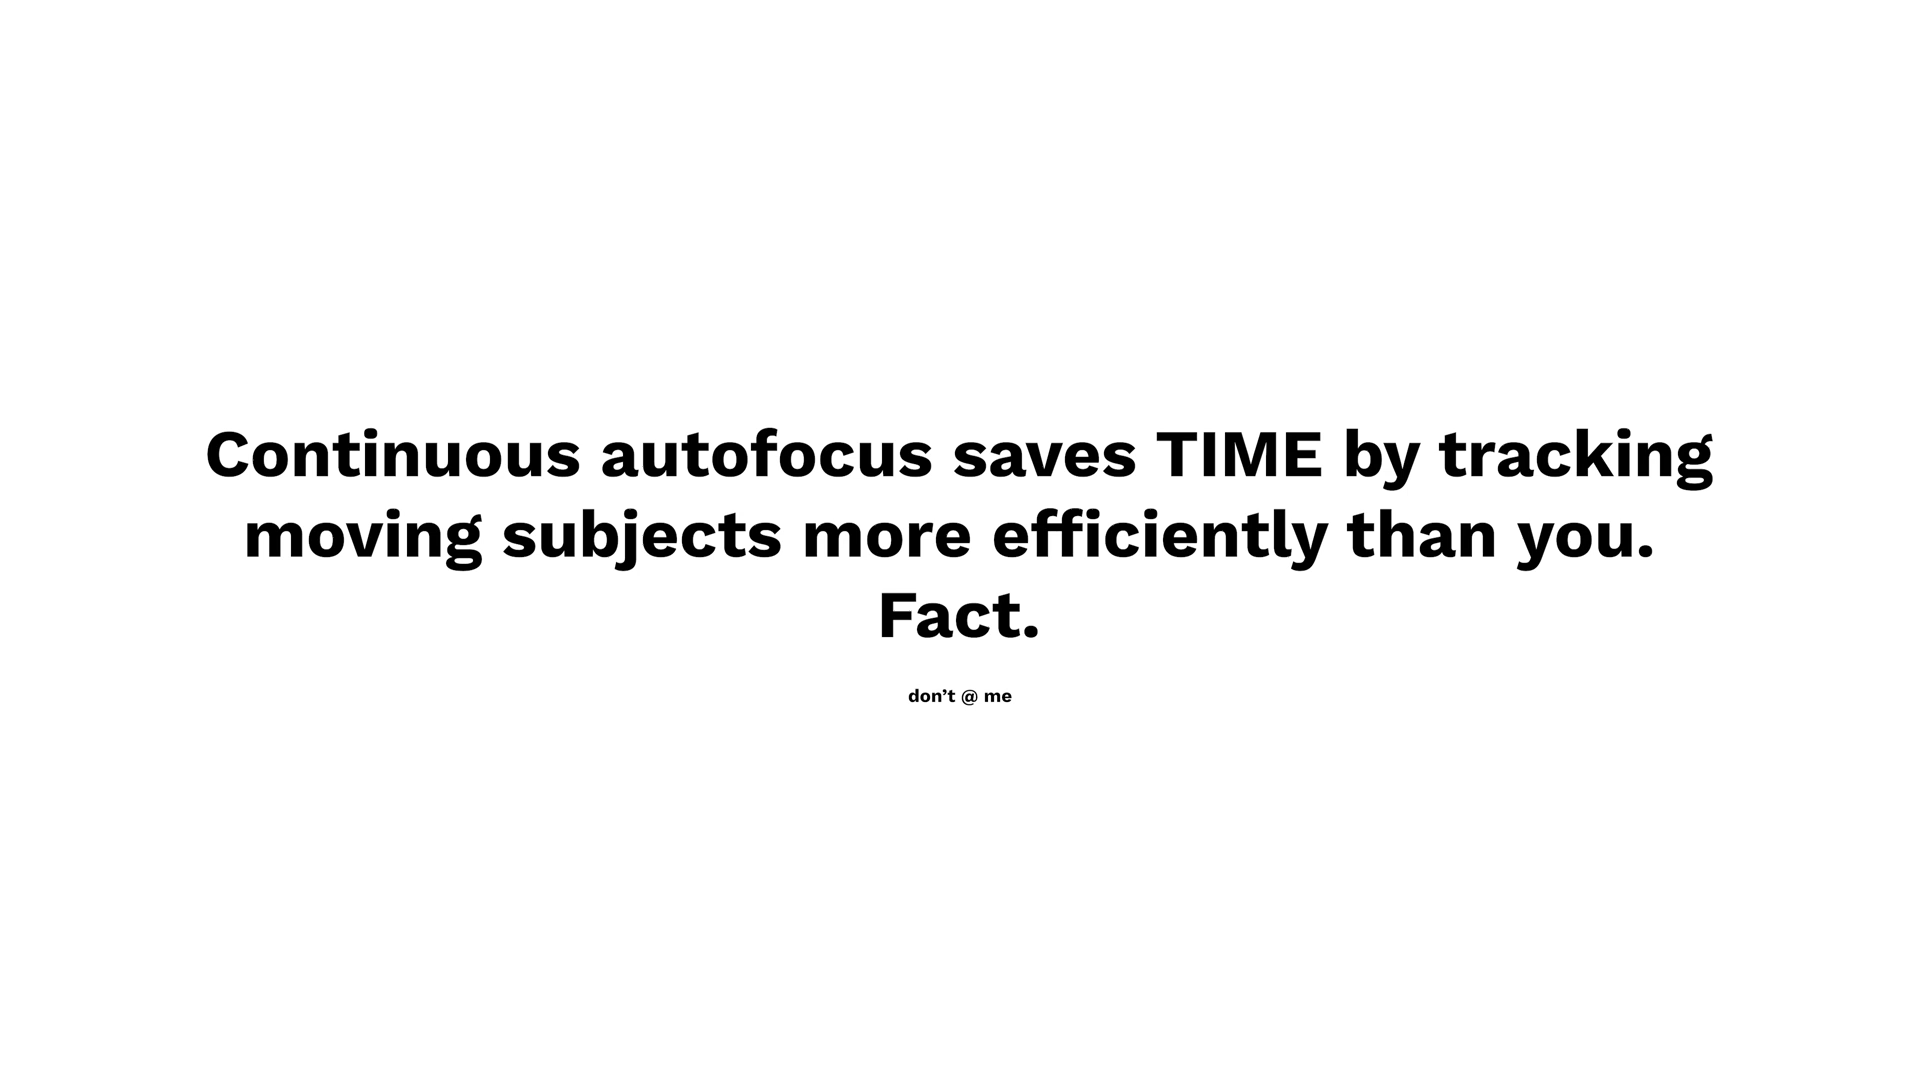 Continuous autofocus saves TIME by tracking
moving subjects more efficiently than you.
Fact.
don’t @ me